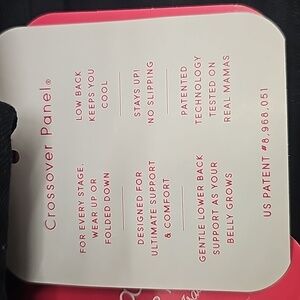 Crossover Panel®
LOW BACK
KEEPS YOU
COOL
STAYS UP!
NO SLIPPING
PATENTED
TECHNOLOGY
TESTED ON
REAL MAMAS
FOR EVERY STAGE,
WEAR UP OR
FOLDED DOWN
DESIGNED FOR
ULTIMATE SUPPORT
& COMFORT
GENTLE LOWER BACK
SUPPORT AS YOUR
BELLY GROWS
US PATENT #8,968,051